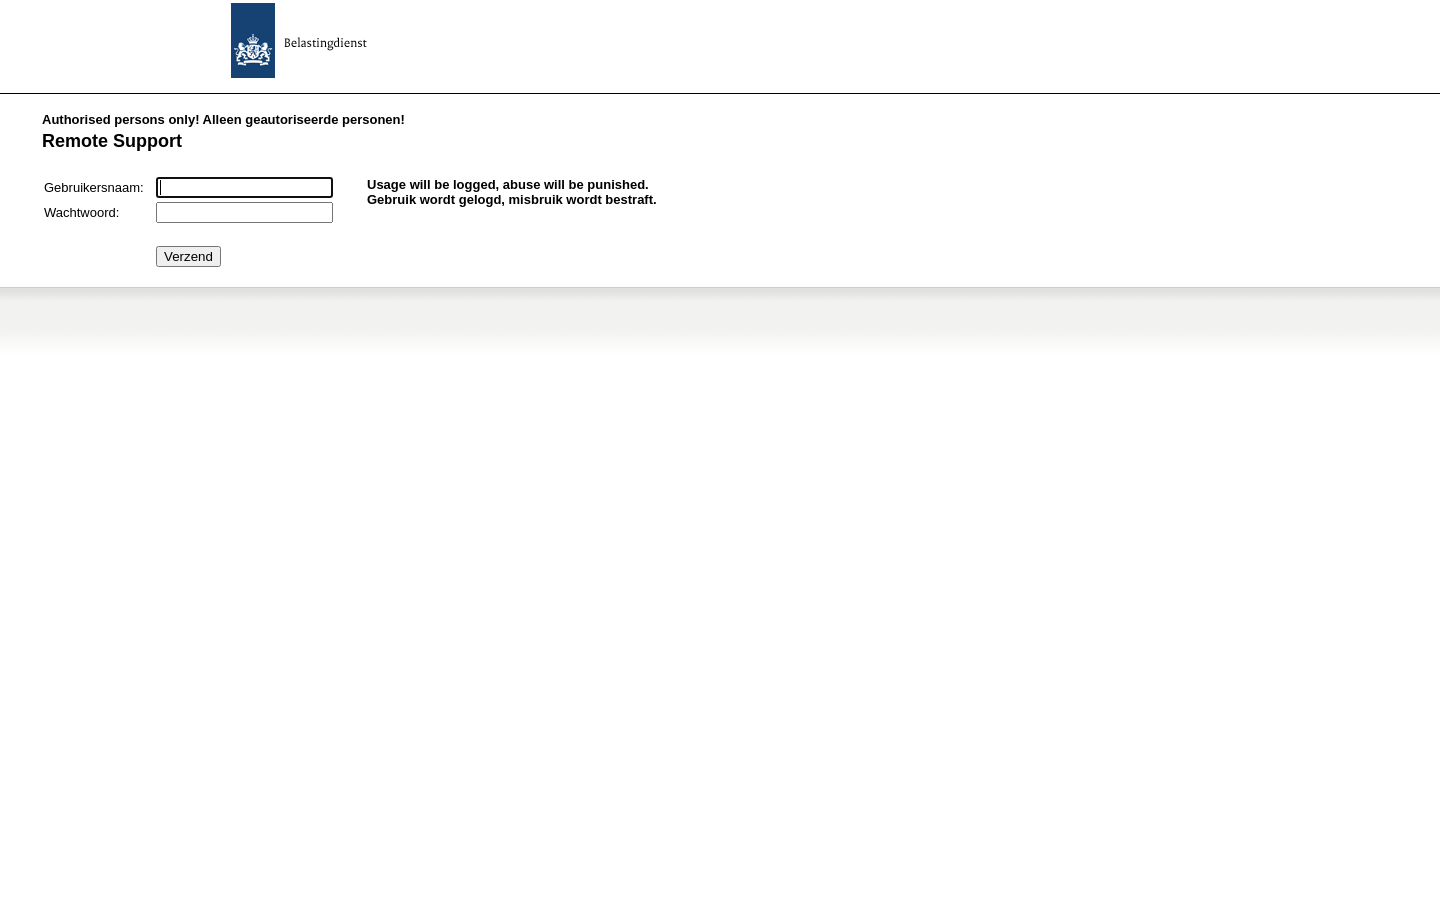 Belastingdienst
Authorised persons only! Alleen geautoriseerde personen!
Remote Support
Gebruikersnaam:
Wachtwoord:
Usage will be logged, abuse will be punished.
Gebruik wordt gelogd, misbruik wordt bestraft.
Verzend